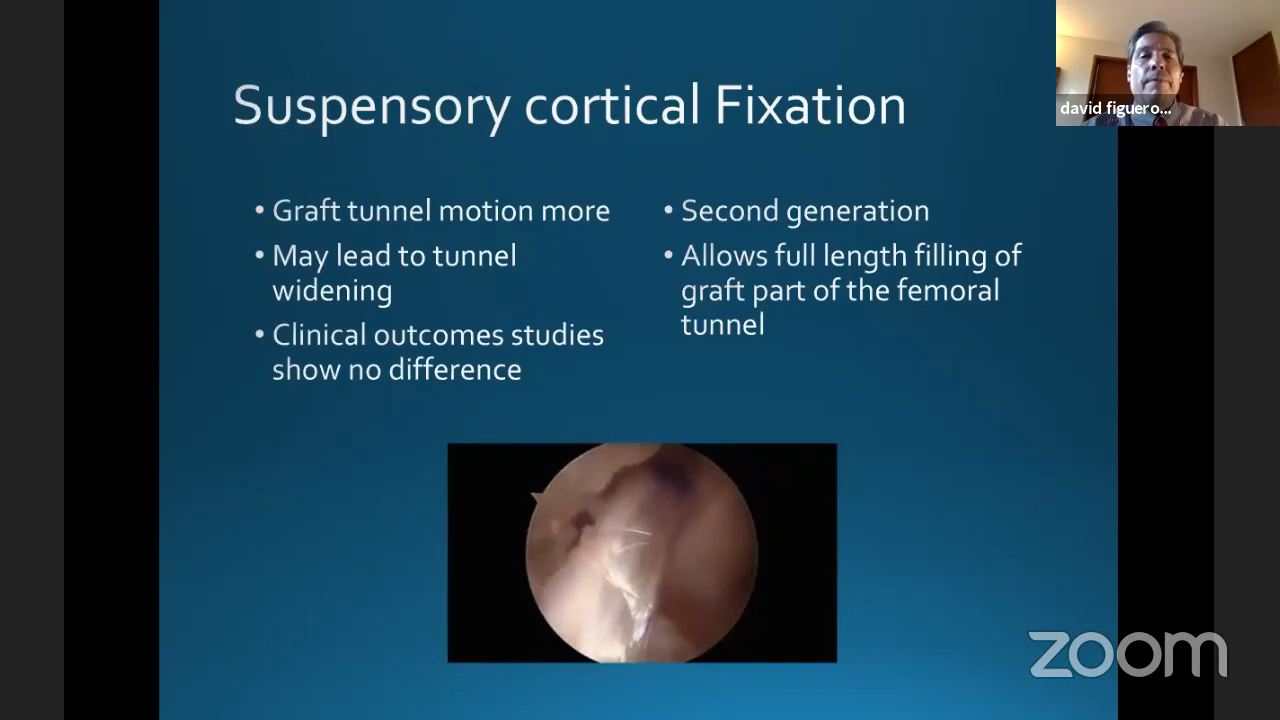 Suspensory cortical Fixation
• Graft tunnel motion more
• May lead to tunnel
widening
• Clinical outcomes studies
show no difference
• Second generation
• Allows full length filling of
graft part of the femoral
tunnel
david figuero...
zoom